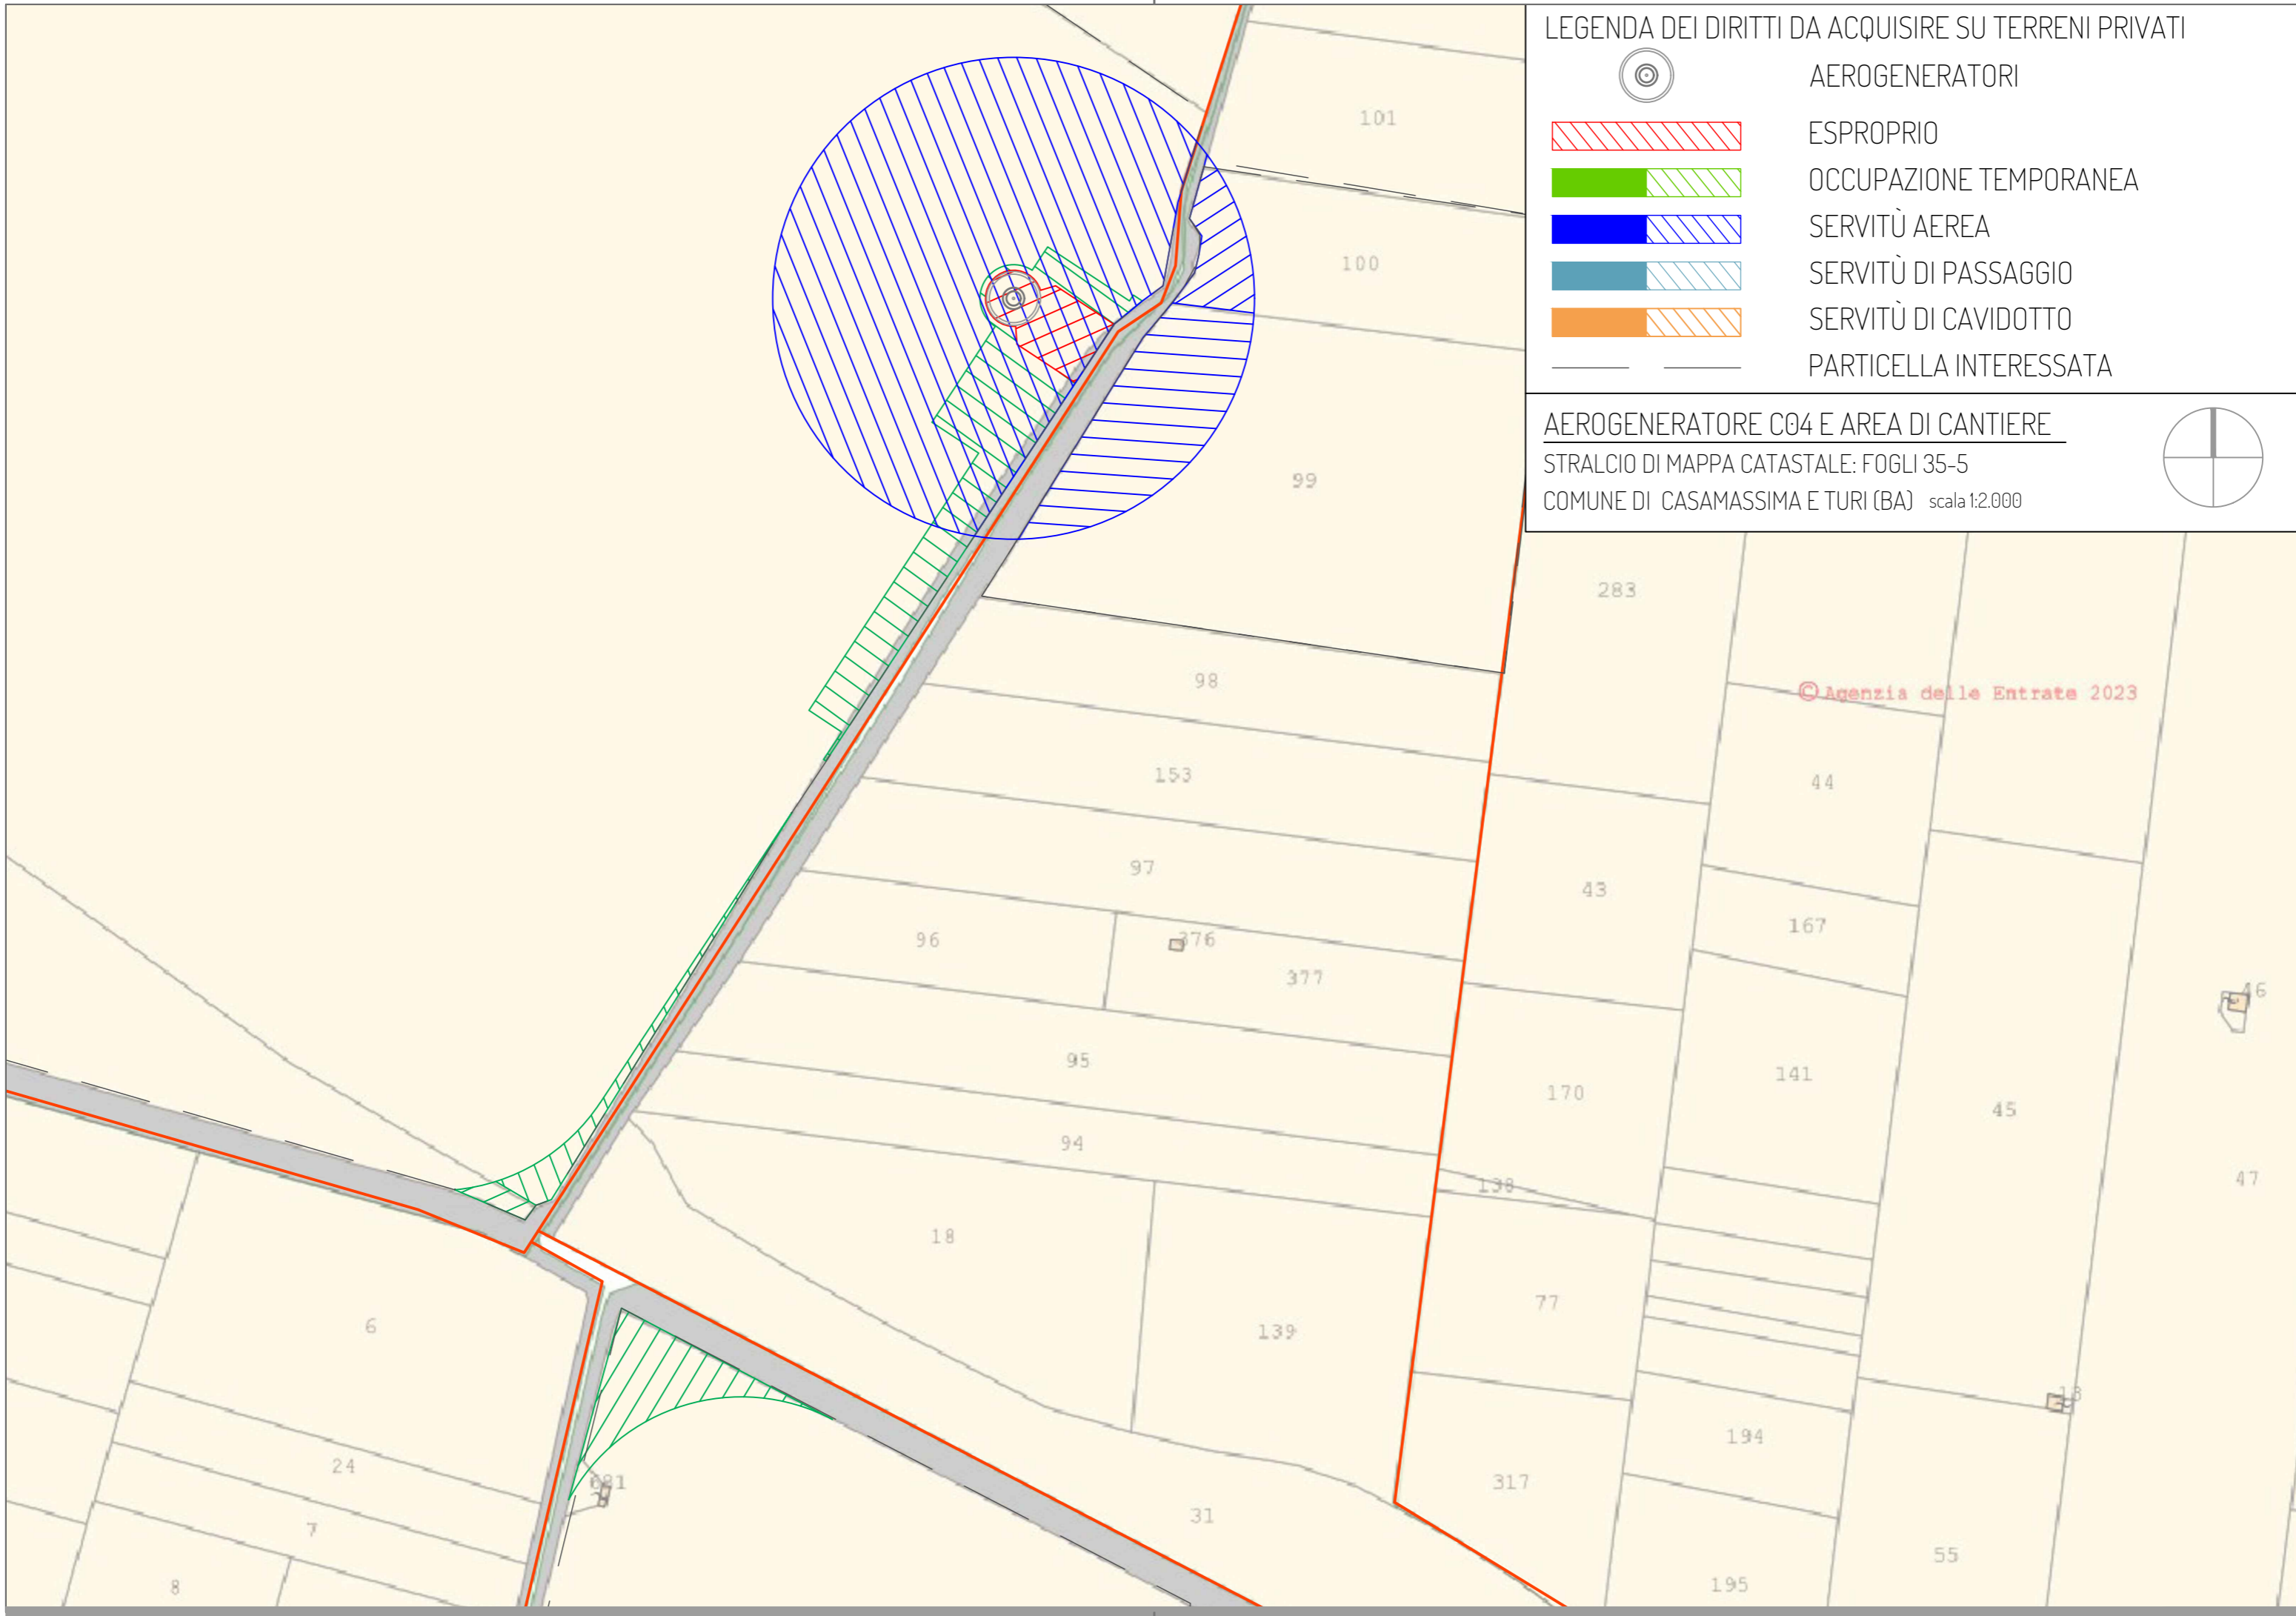 LEGENDA DEI DIRITTI DA ACQUISIRE SU TERRENI PRIVATI
AEROGENERATORI
ESPROPRIO
OCCUPAZIONE TEMPORANEA
SERVITÙ AEREA
SERVITÙ DI PASSAGGIO
SERVITÙ DI CAVIDOTTO
PARTICELLA INTERESSATA
AEROGENERATORE C04 E AREA DI CANTIERE
STRALCIO DI MAPPA CATASTALE: FOGLI 35-5
COMUNE DI CASAMASSIMA E TURI (BA) scala 1:2.000
101
100
99
283
98
© Agenzia delle Entrate 2023
153
44
97
43
96
376
167
377
46
95
141
170
45
94
138
47
18
77
6
139
13
194
24
681
317
31
7
55
8
195